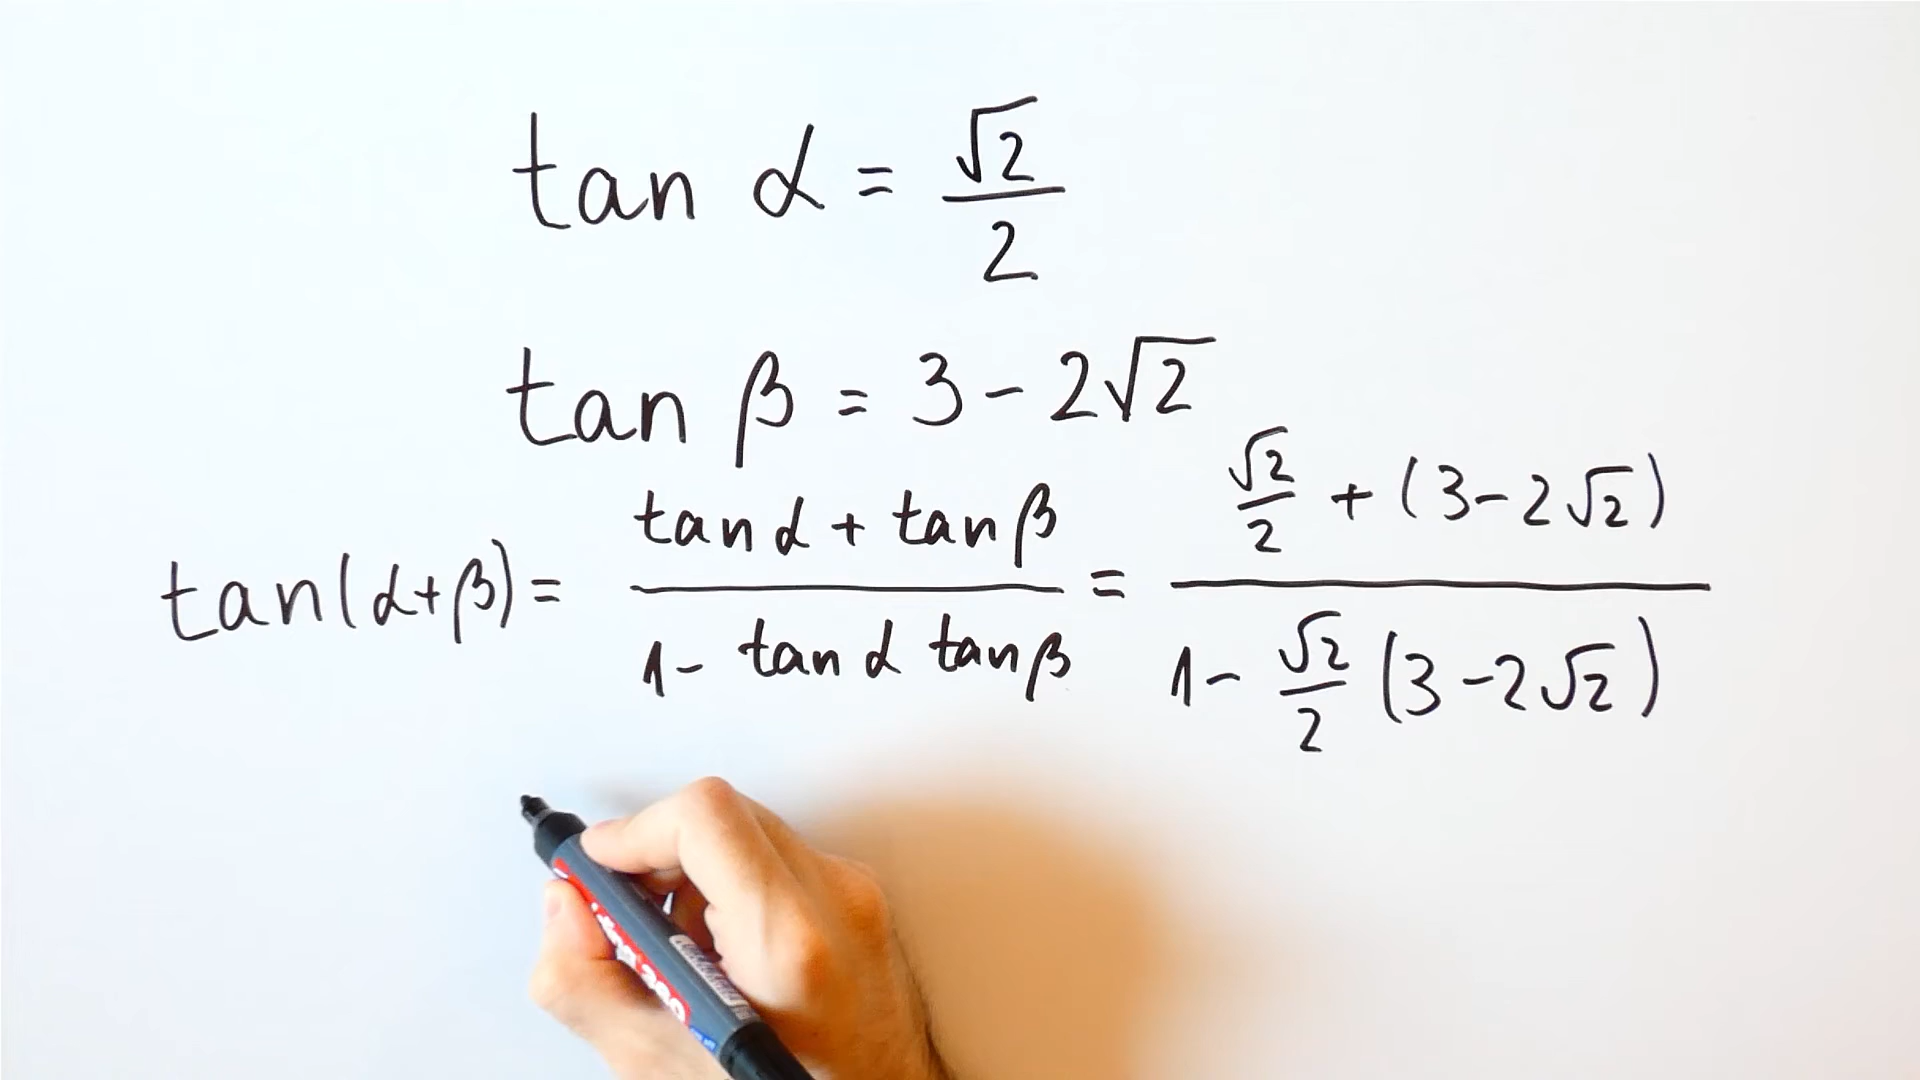 tan α = √2/2
tan β = 3 - 2√2
tan(α+β) = (tan α + tan β)/(1 - tan α tan β) = (√2/2 + (3 - 2√2))/(1 - √2/2 (3 - 2√2))